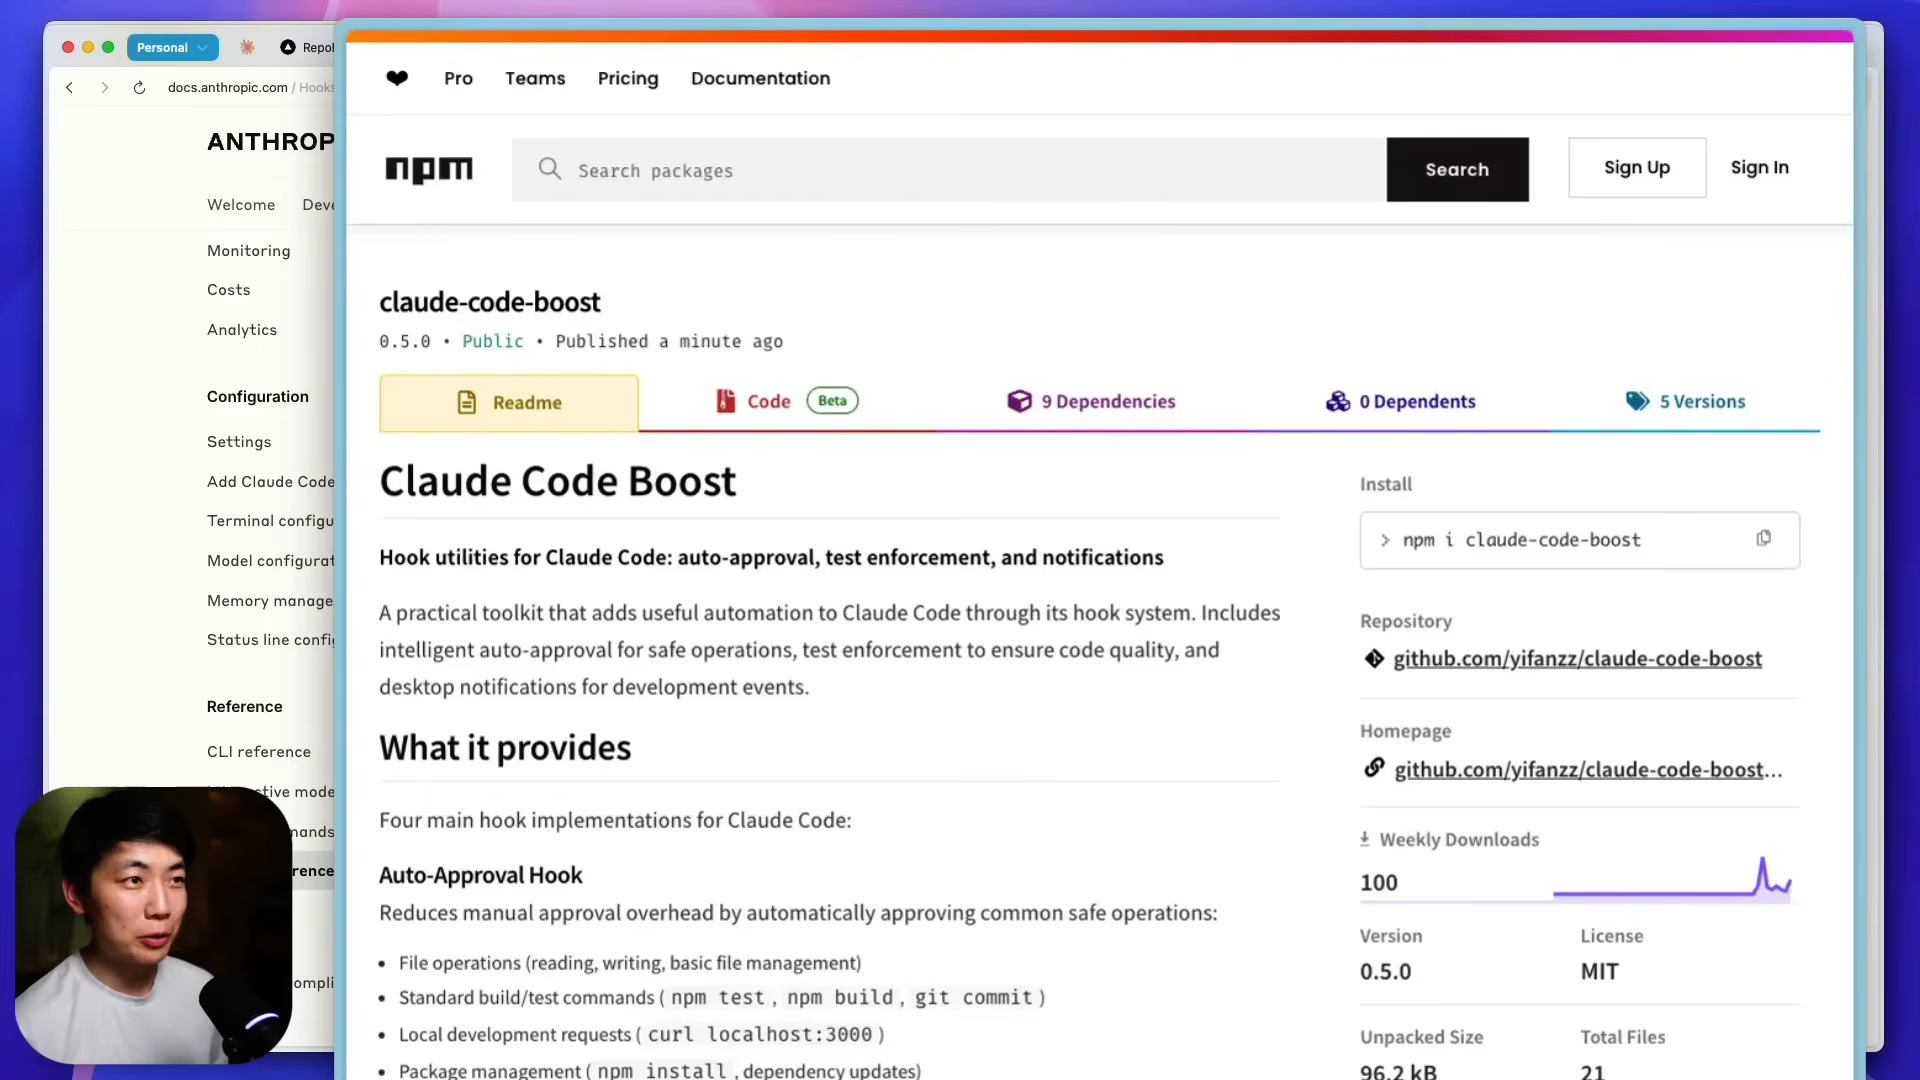 Personal
Repo
docs.anthropic.com / Hooks
ANTHROP
Welcome Deve
Monitoring
Costs
Analytics
Configuration
Settings
Add Claude Code
Terminal configu
Model configurat
Memory manage
Status line config
Reference
CLI reference
ctive mode
mands
rence
ompli
Pro Teams Pricing Documentation
npm Search packages Search Sign Up Sign In
claude-code-boost
0.5.0 • Public • Published a minute ago
Readme Code Beta 9 Dependencies 0 Dependents 5 Versions
Claude Code Boost
Hook utilities for Claude Code: auto-approval, test enforcement, and notifications
A practical toolkit that adds useful automation to Claude Code through its hook system. Includes
intelligent auto-approval for safe operations, test enforcement to ensure code quality, and
desktop notifications for development events.
What it provides
Four main hook implementations for Claude Code:
Auto-Approval Hook
Reduces manual approval overhead by automatically approving common safe operations:
• File operations (reading, writing, basic file management)
• Standard build/test commands ( npm test , npm build , git commit )
• Local development requests ( curl localhost:3000 )
• Package management ( npm install , dependency updates)
Install
> npm i claude-code-boost
Repository
github.com/yifanzz/claude-code-boost
Homepage
github.com/yifanzz/claude-code-boost...
Weekly Downloads
100
Version License
0.5.0 MIT
Unpacked Size Total Files
96.2 kB 21